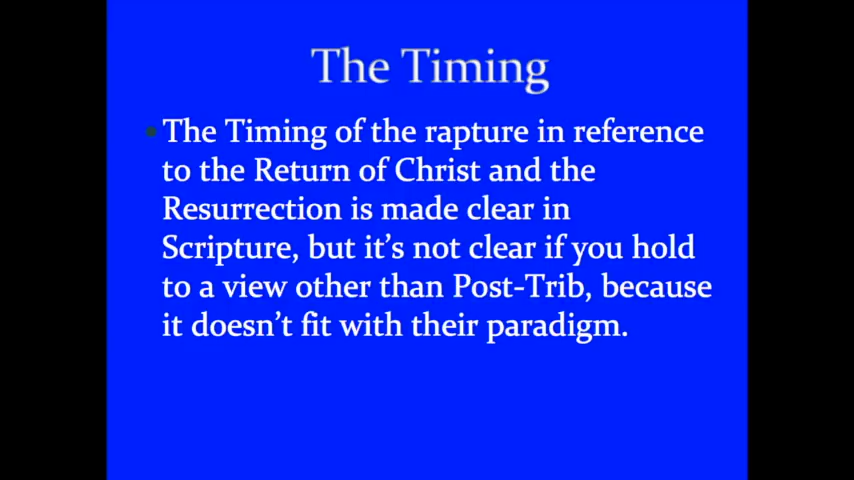 The Timing
• The Timing of the rapture in reference
to the Return of Christ and the
Resurrection is made clear in
Scripture, but it’s not clear if you hold
to a view other than Post-Trib, because
it doesn’t fit with their paradigm.